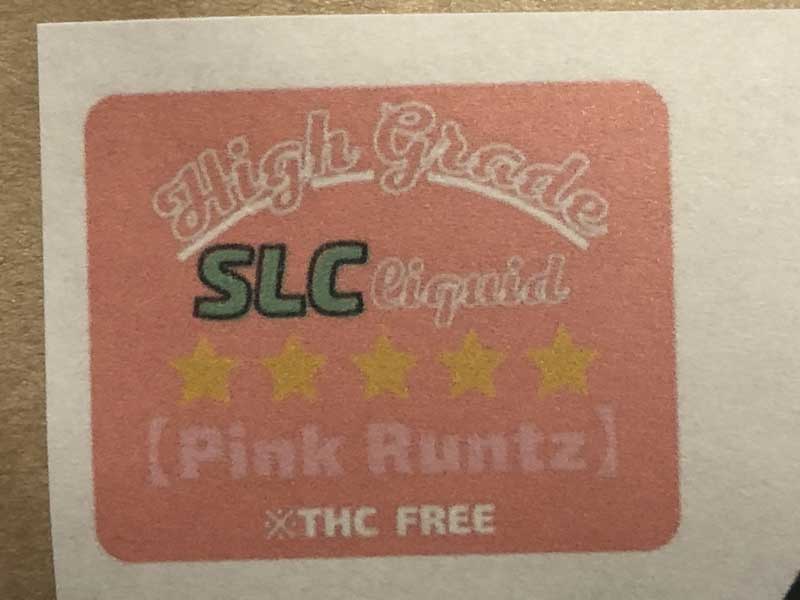 High Grade
SLC liquid
【Pink Runtz】
※THC FREE